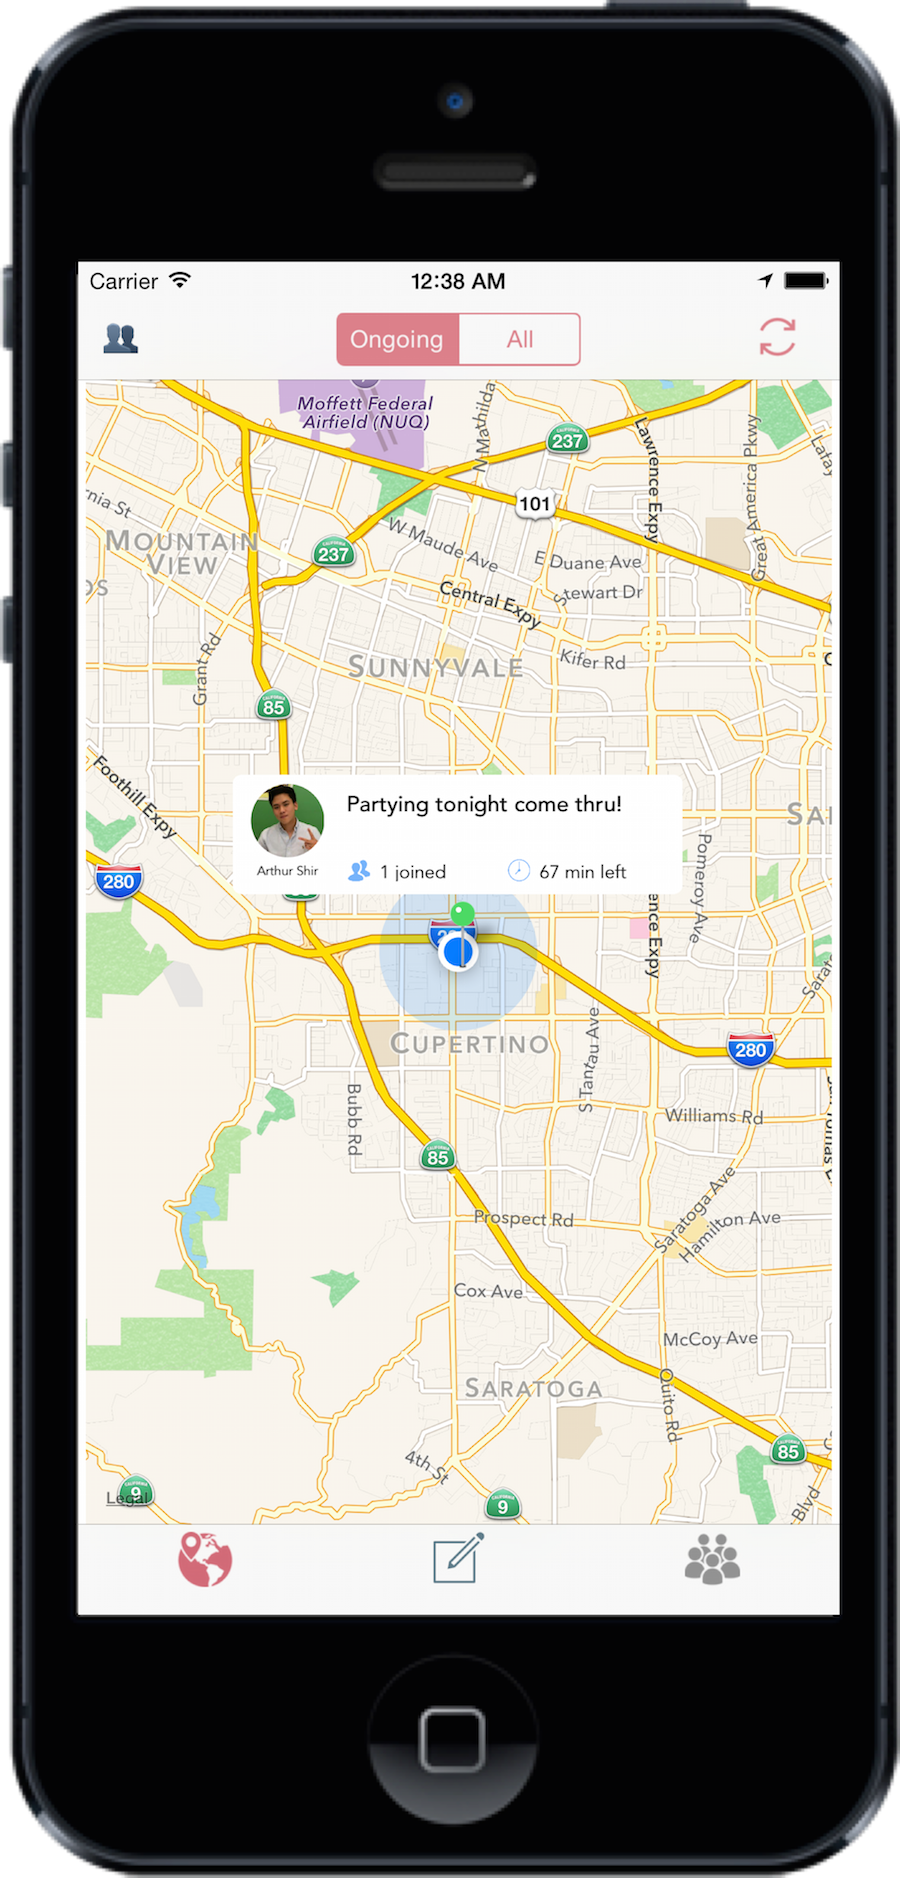 Carrier
12:38 AM
Ongoing
All
Moffett Federal
Airfield (NUQ)
N Mathilda
237
Lawrence Expy
Great America Pkwy
101
rnia St
MOUNTAIN
VIEW
237
W Maude Ave
E Duane Ave
Stewart Dr
Central Expy
Grant Rd
SUNNYVALE
Kifer Rd
85
Foothill Expy
Partying tonight come thru!
Arthur Shir
1 joined
67 min left
280
Pomeroy Ave
ence Expy
CUPERTINO
S Tantau Ave
280
Bubb Rd
Williams Rd
85
Saratoga Ave
Prospect Rd
Hamilton Ave
Cox Ave
McCoy Ave
SARATOGA
Quito Rd
85
4th St
9
Legal
9
Blvd